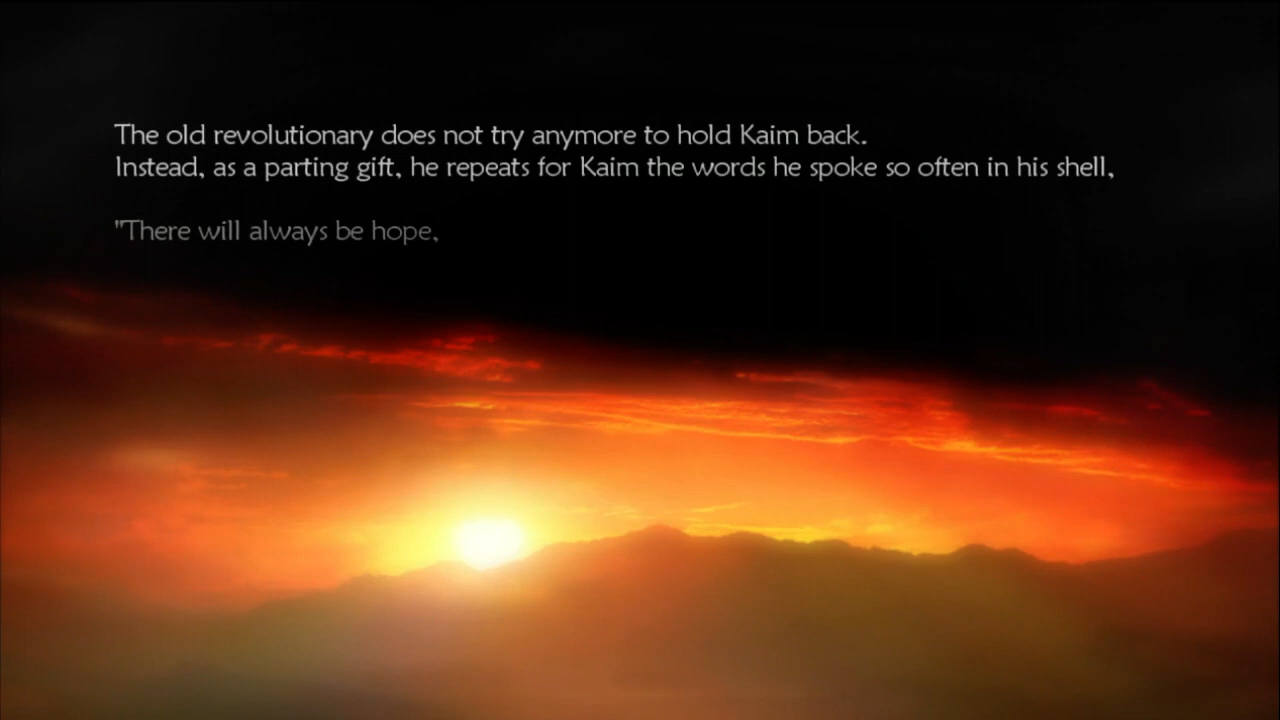 The old revolutionary does not try anymore to hold Kaim back.
Instead, as a parting gift, he repeats for Kaim the words he spoke so often in his shell,
"There will always be hope,